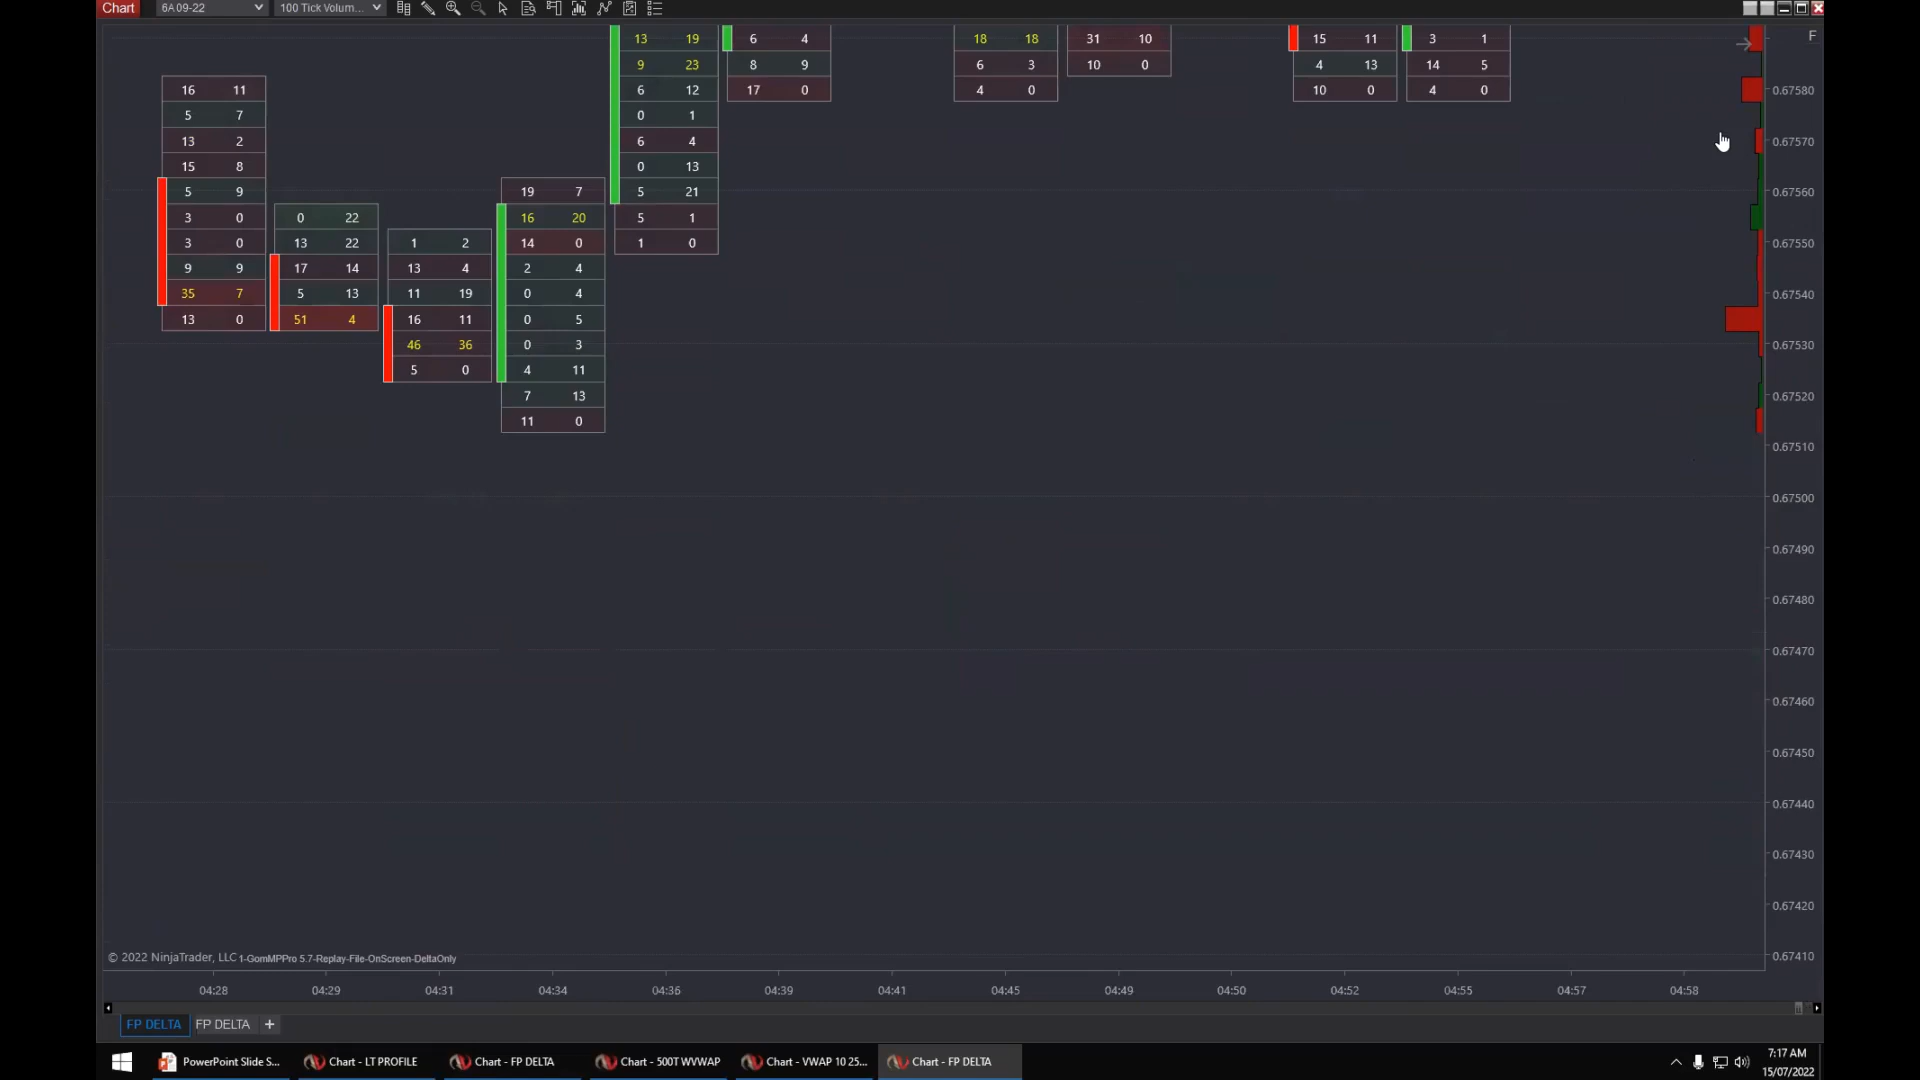 Chart 6A 09-22 100 Tick Volum...
F
13 19 6 4 18 18 31 10 15 11 3 1
8 9 6 3 10 0 4 13 14 5
9 23
16 11 6 12 17 0 4 0 10 0 4 0 0.67580
5 7 0 1
13 2 6 4 0.67570
15 8 0 13
5 9 19 7 5 21 0.67560
3 0 0 22 16 20 5 1
3 0 13 22 1 2 14 0 1 0 0.67550
9 9 17 14 13 4 2 4
35 7 5 13 11 19 0 4 0.67540
13 0 51 4 16 11 0 5
46 36 0 3 0.67530
5 0 4 11
7 13 0.67520
11 0
0.67510
0.67500
0.67490
0.67480
0.67470
0.67460
0.67450
0.67440
0.67430
0.67420
0.67410
© 2022 NinjaTrader, LLC 1-GomMPPro 5.7-Replay-File-OnScreen-DeltaOnly
04:28 04:29 04:31 04:34 04:36 04:39 04:41 04:45 04:49 04:50 04:52 04:55 04:57 04:58
FP DELTA FP DELTA +
PowerPoint Slide S... Chart - LT PROFILE Chart - FP DELTA Chart - 500T WVWAP Chart - VWAP 10 25... Chart - FP DELTA
7:17 AM
15/07/2022